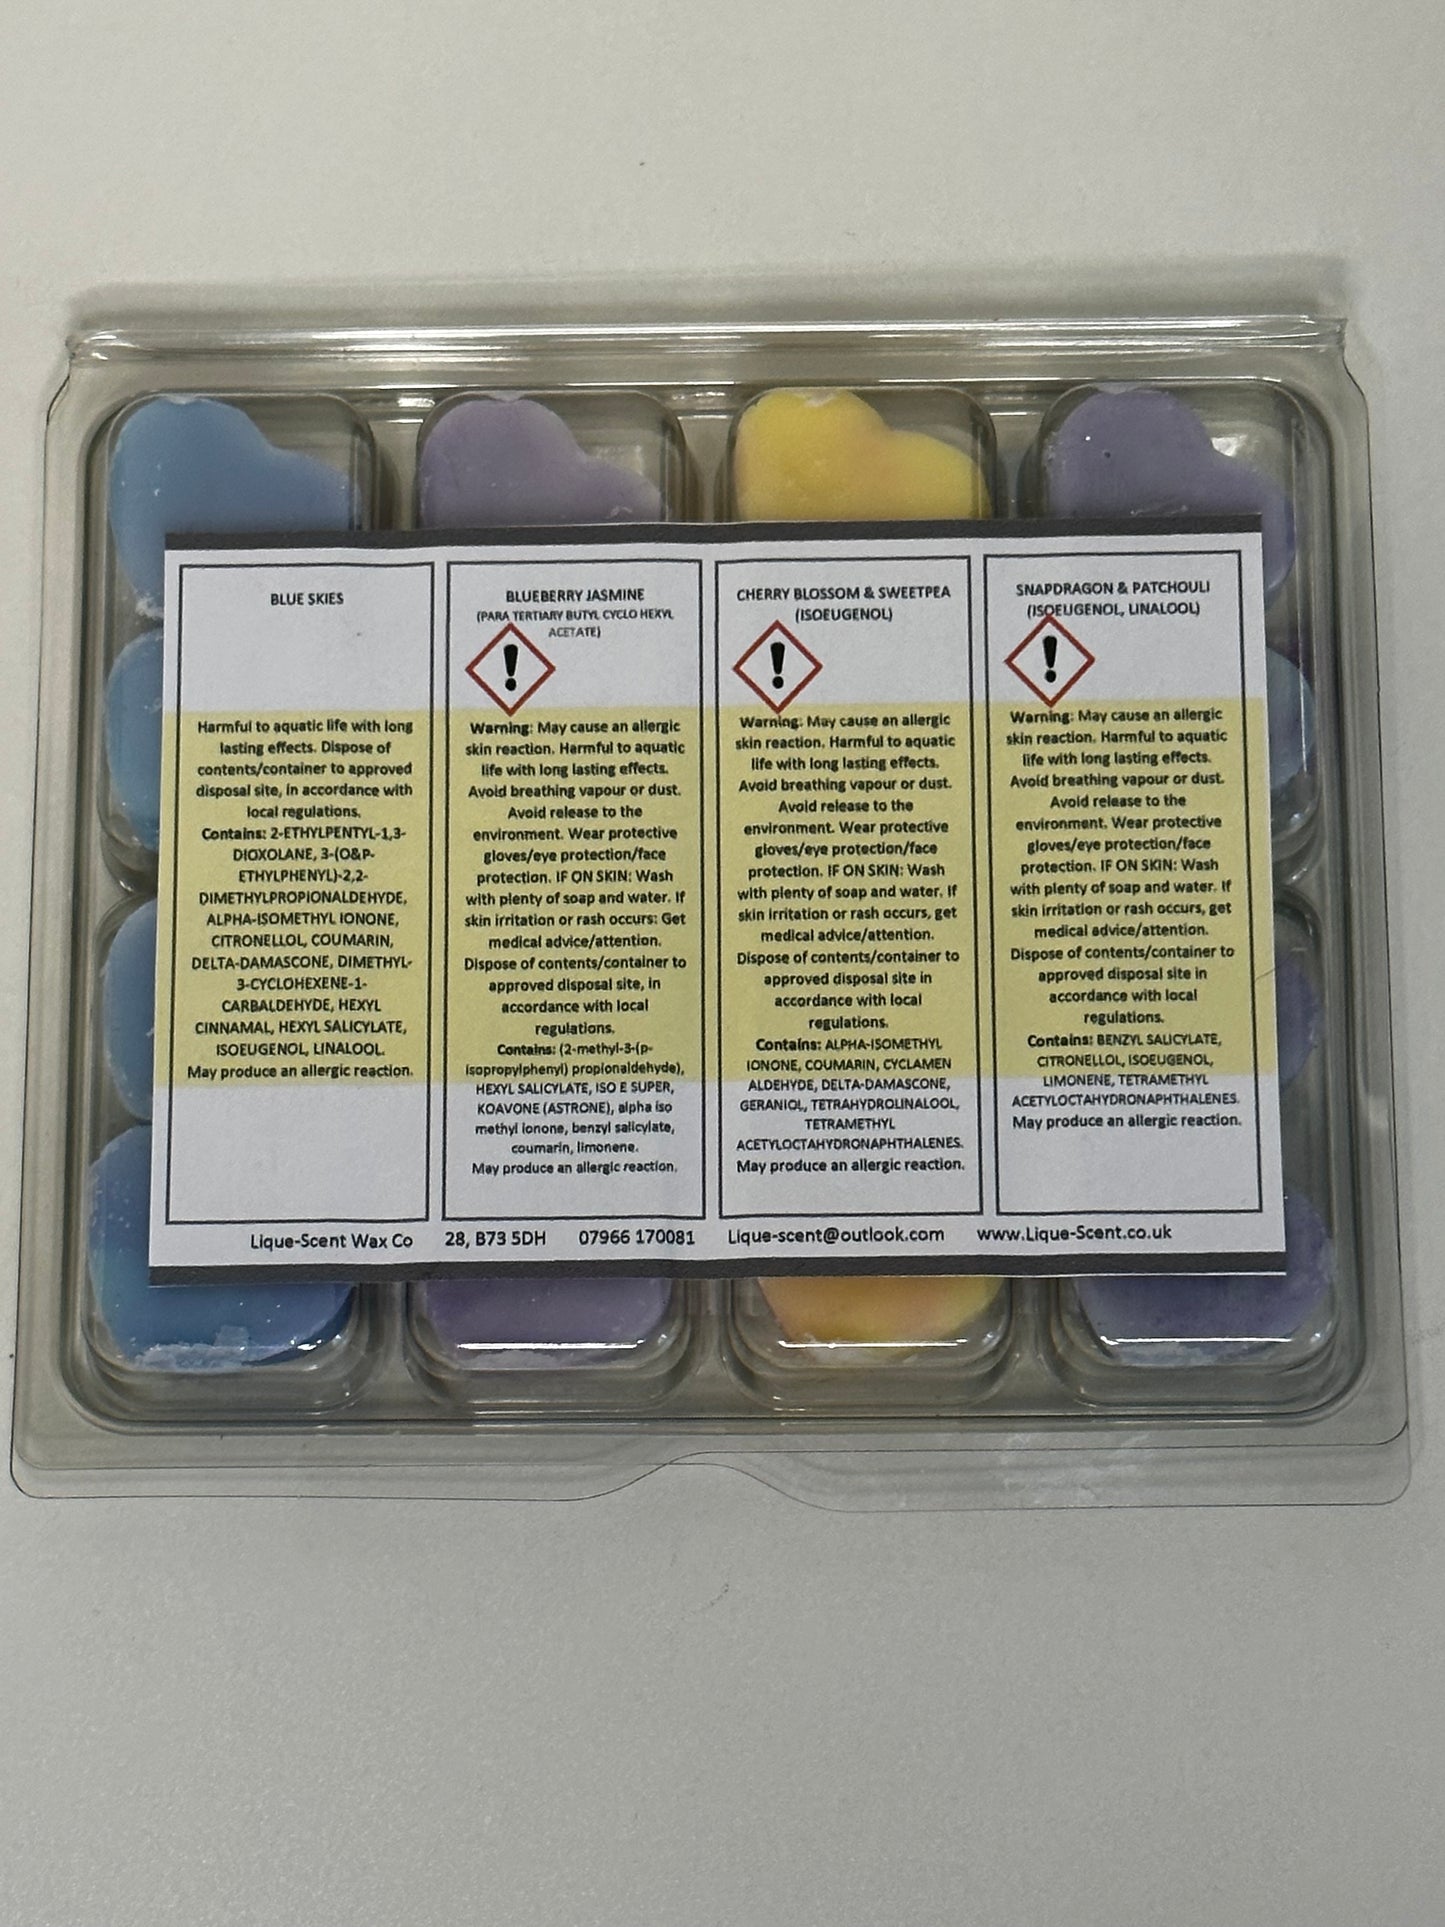 BLUE SKIES
Harmful to aquatic life with long
lasting effects. Dispose of
contents/container to approved
disposal site, in accordance with
local regulations.
Contains: 2-ETHYLPENTYL-1,3-
DIOXOLANE, 3-(O&P-
ETHYLPHENYL)-2,2-
DIMETHYLPROPIONALDEHYDE,
ALPHA-ISOMETHYL IONONE,
CITRONELLOL, COUMARIN,
DELTA-DAMASCONE, DIMETHYL-
3-CYCLOHEXENE-1-
CARBALDEHYDE, HEXYL
CINNAMAL, HEXYL SALICYLATE,
ISOEUGENOL, LINALOOL.
May produce an allergic reaction.
BLUEBERRY JASMINE
(PARA TERTIARY BUTYL CYCLO HEXYL
ACETATE)
Warning: May cause an allergic
skin reaction. Harmful to aquatic
life with long lasting effects.
Avoid breathing vapour or dust.
Avoid release to the
environment. Wear protective
gloves/eye protection/face
protection. IF ON SKIN: Wash
with plenty of soap and water. If
skin irritation or rash occurs: Get
medical advice/attention.
Dispose of contents/container to
approved disposal site, in
accordance with local
regulations.
Contains: (2-methyl-3-(p-
isopropylphenyl) propionaldehyde),
HEXYL SALICYLATE, ISO E SUPER,
KOAVONE (ASTRONE), alpha iso
methyl ionone, benzyl salicylate,
coumarin, limonene.
May produce an allergic reaction.
CHERRY BLOSSOM & SWEETPEA
(ISOEUGENOL)
Warning: May cause an allergic
skin reaction. Harmful to aquatic
life with long lasting effects.
Avoid breathing vapour or dust.
Avoid release to the
environment. Wear protective
gloves/eye protection/face
protection. IF ON SKIN: Wash
with plenty of soap and water. If
skin irritation or rash occurs, get
medical advice/attention.
Dispose of contents/container to
approved disposal site in
accordance with local
regulations.
Contains: ALPHA-ISOMETHYL
IONONE, COUMARIN, CYCLAMEN
ALDEHYDE, DELTA-DAMASCONE,
GERANIOL, TETRAHYDROLINALOOL,
TETRAMETHYL
ACETYLOCTAHYDRONAPHTHALENES.
May produce an allergic reaction.
SNAPDRAGON & PATCHOULI
(ISOEUGENOL, LINALOOL)
Warning: May cause an allergic
skin reaction. Harmful to aquatic
life with long lasting effects.
Avoid breathing vapour or dust.
Avoid release to the
environment. Wear protective
gloves/eye protection/face
protection. IF ON SKIN: Wash
with plenty of soap and water. If
skin irritation or rash occurs, get
medical advice/attention.
Dispose of contents/container to
approved disposal site in
accordance with local
regulations.
Contains: BENZYL SALICYLATE,
CITRONELLOL, ISOEUGENOL,
LIMONENE, TETRAMETHYL
ACETYLOCTAHYDRONAPHTHALENES.
May produce an allergic reaction.
Lique-Scent Wax Co 28, B73 5DH 07966 170081 Lique-scent@outlook.com www.Lique-Scent.co.uk